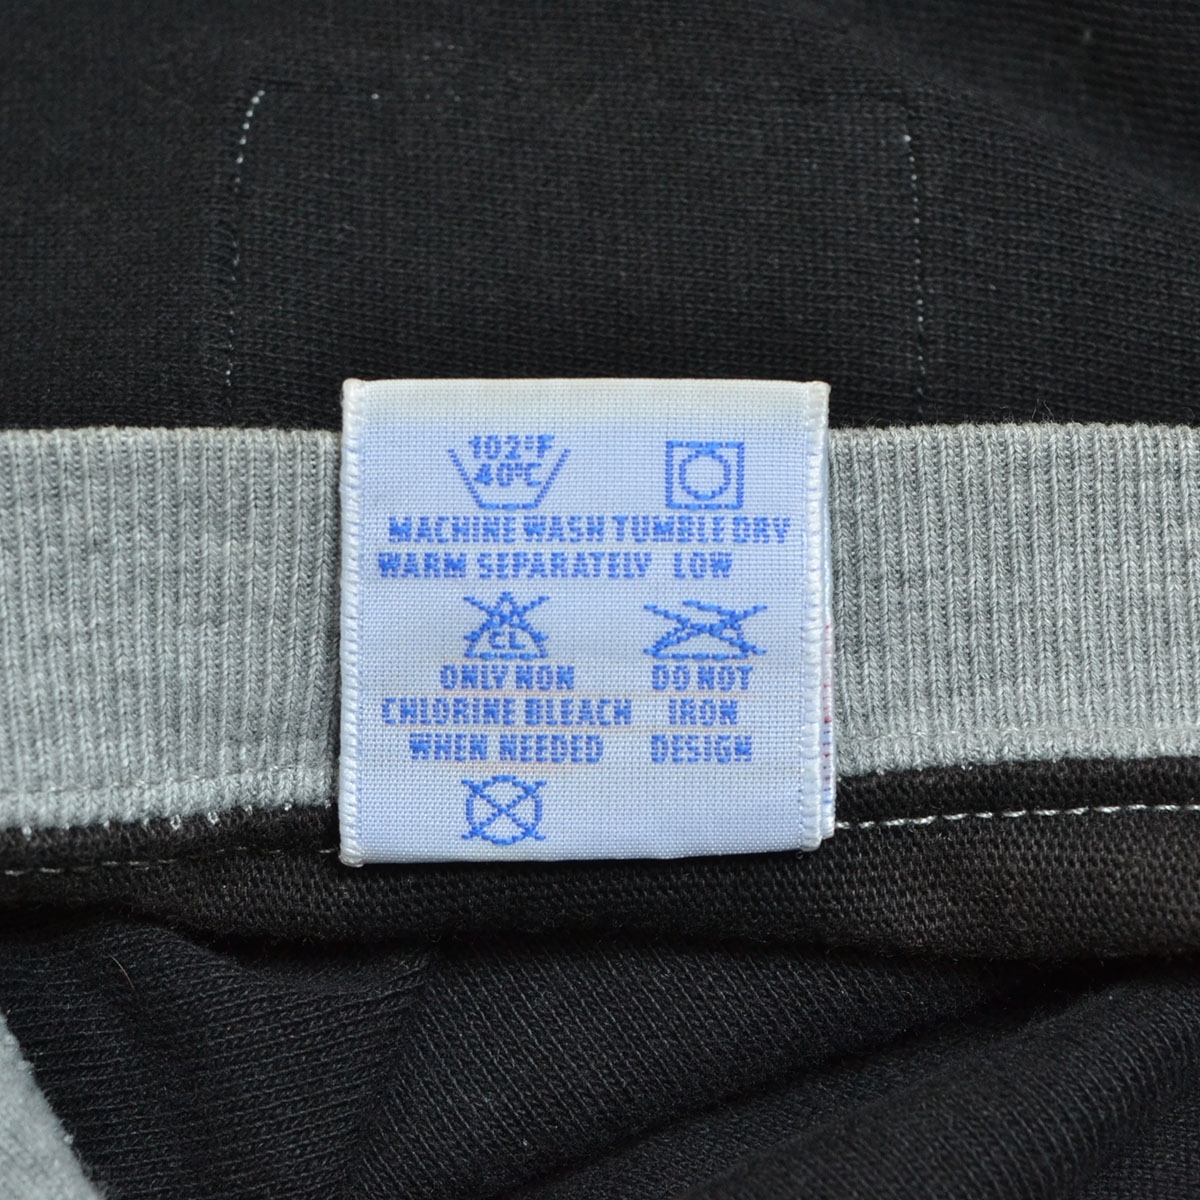 102°F
40°C
MACHINE WASH TUMBLE DRY
WARM SEPARATELY LOW
CL
ONLY NON DO NOT
CHLORINE BLEACH IRON
WHEN NEEDED DESIGN